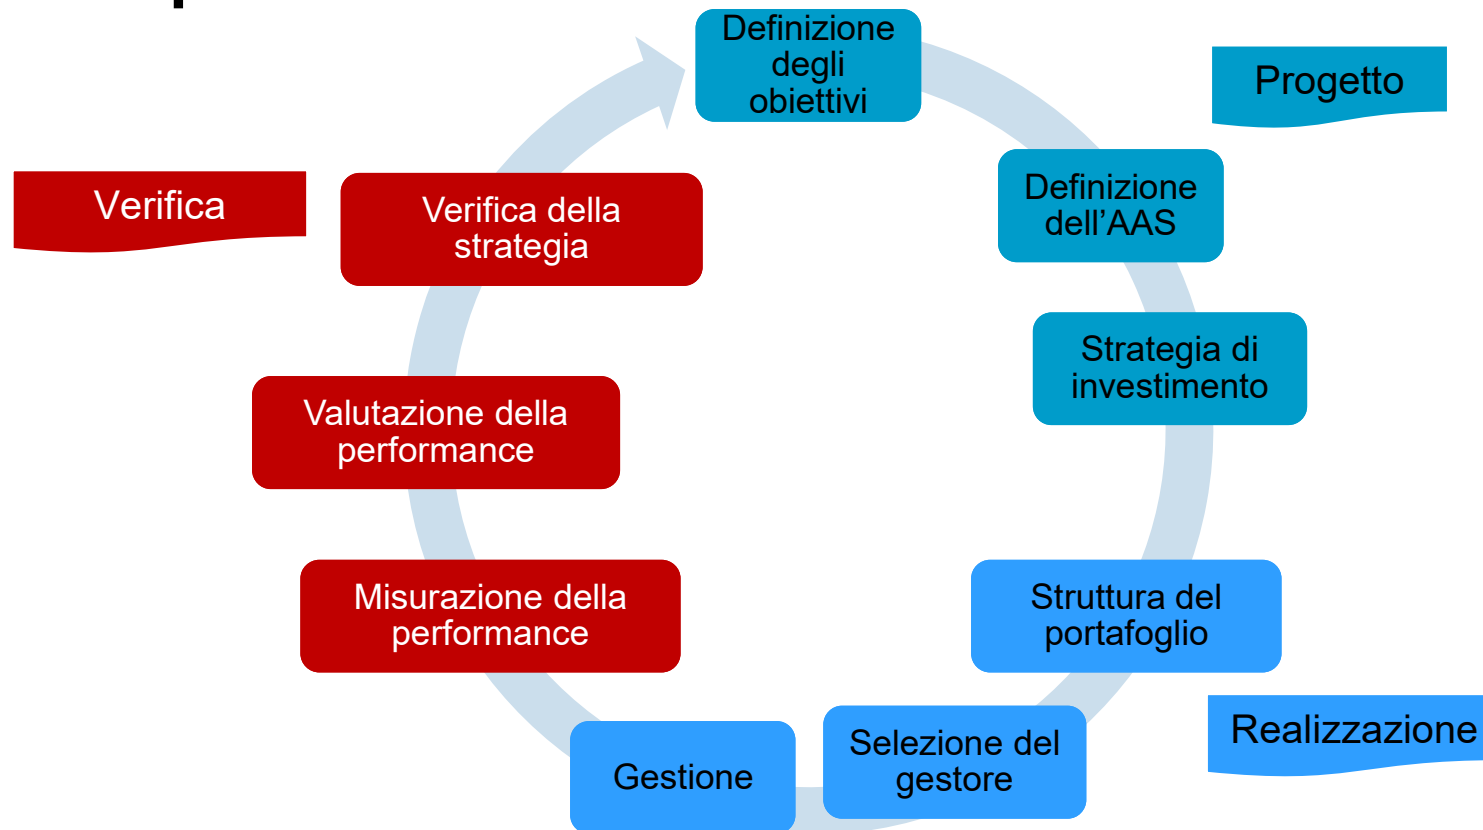 Definizione
degli
obiettivi
Progetto
Definizione
dell’AAS
Strategia di
investimento
Struttura del
portafoglio
Realizzazione
Selezione del
gestore
Gestione
Misurazione della
performance
Valutazione della
performance
Verifica della
strategia
Verifica